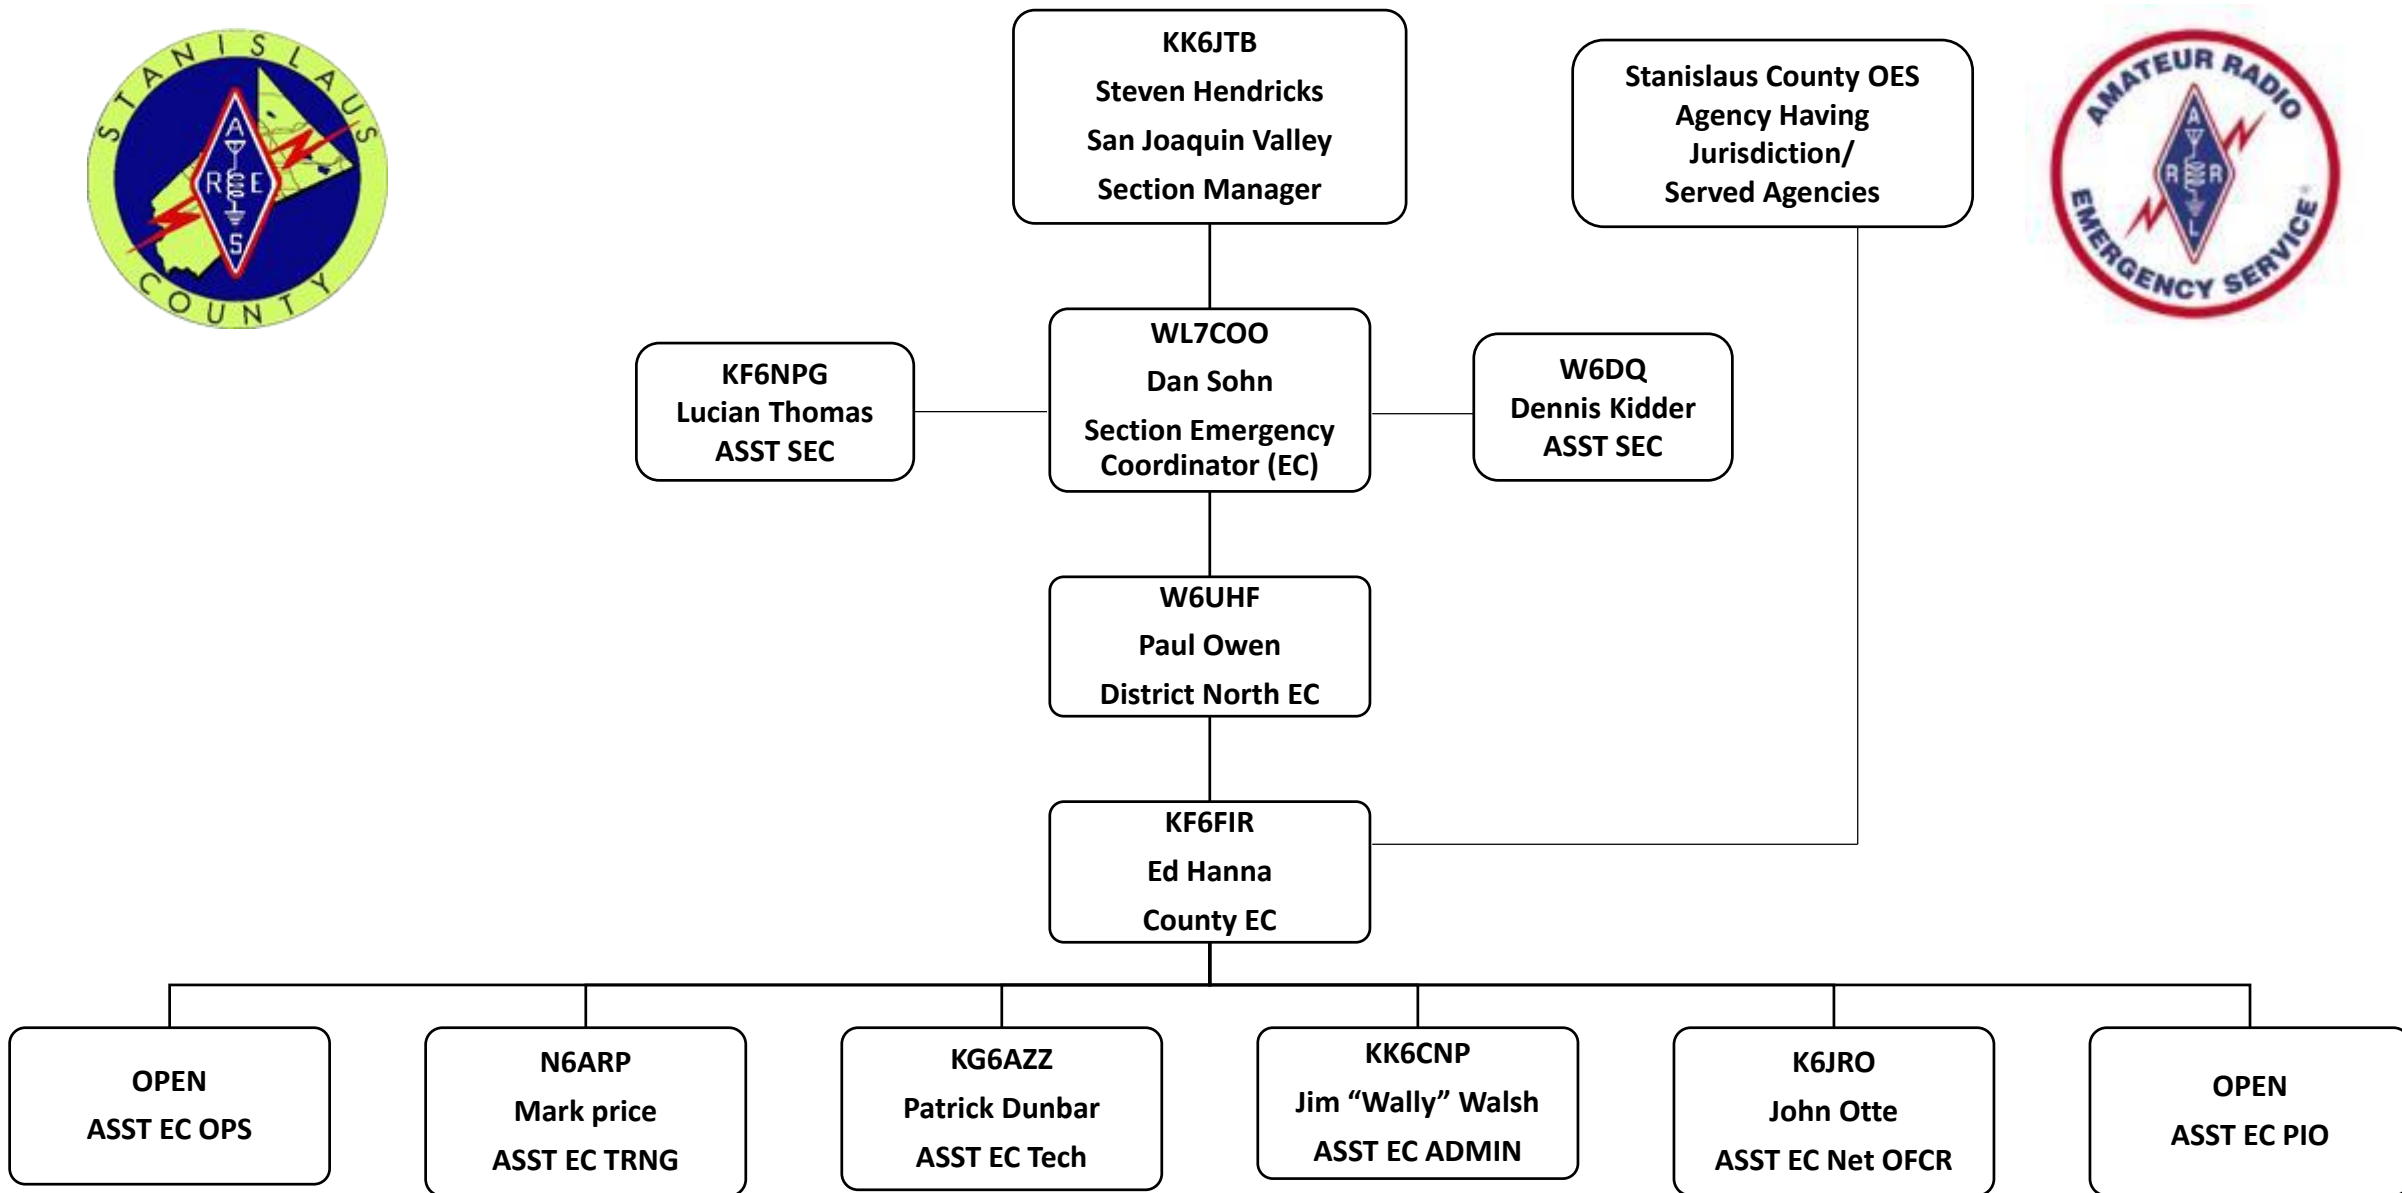 STANISLAUS
COUNTY
A
R E
S
KK6JTB
Steven Hendricks
San Joaquin Valley
Section Manager
Stanislaus County OES
Agency Having
Jurisdiction/
Served Agencies
AMATEUR RADIO
EMERGENCY SERVICE
A
R R
L
KF6NPG
Lucian Thomas
ASST SEC
WL7COO
Dan Sohn
Section Emergency
Coordinator (EC)
W6DQ
Dennis Kidder
ASST SEC
W6UHF
Paul Owen
District North EC
KF6FIR
Ed Hanna
County EC
OPEN
ASST EC OPS
N6ARP
Mark price
ASST EC TRNG
KG6AZZ
Patrick Dunbar
ASST EC Tech
KK6CNP
Jim “Wally” Walsh
ASST EC ADMIN
K6JRO
John Otte
ASST EC Net OFCR
OPEN
ASST EC PIO